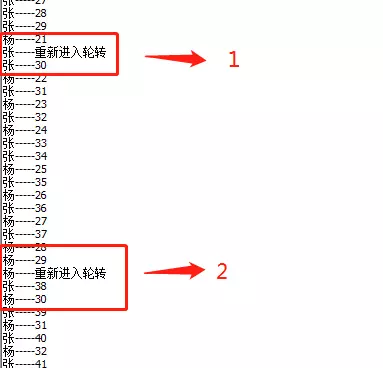 张-----27
张-----28
张-----29
杨-----21
张-----重新进入轮转
张-----30
杨-----22
张-----31
杨-----23
张-----32
杨-----24
张-----33
张-----34
杨-----25
张-----35
杨-----26
张-----36
杨-----27
张-----37
杨-----28
杨-----29
杨-----重新进入轮转
张-----38
杨-----30
张-----39
杨-----31
张-----40
杨-----32
张-----41
1
2